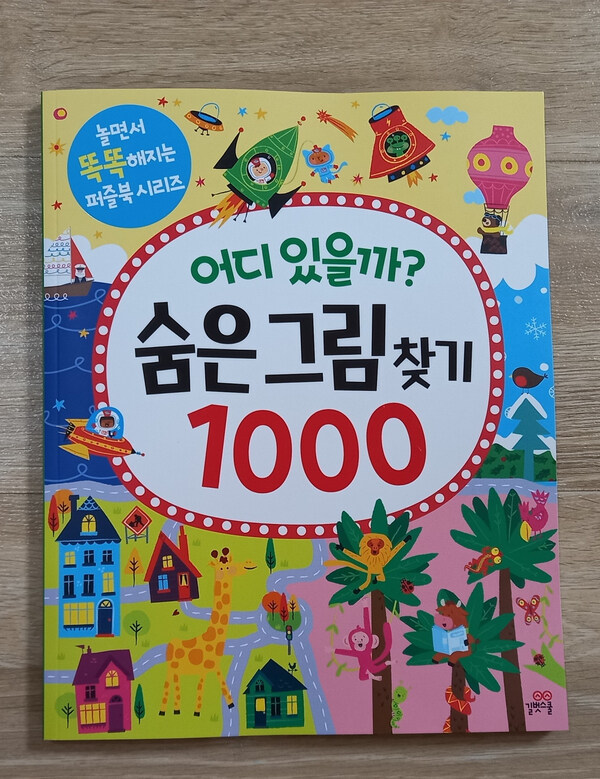 놀면서
똑똑해지는
퍼즐북 시리즈
어디 있을까?
숨은그림 찾기
1000
길벗스쿨